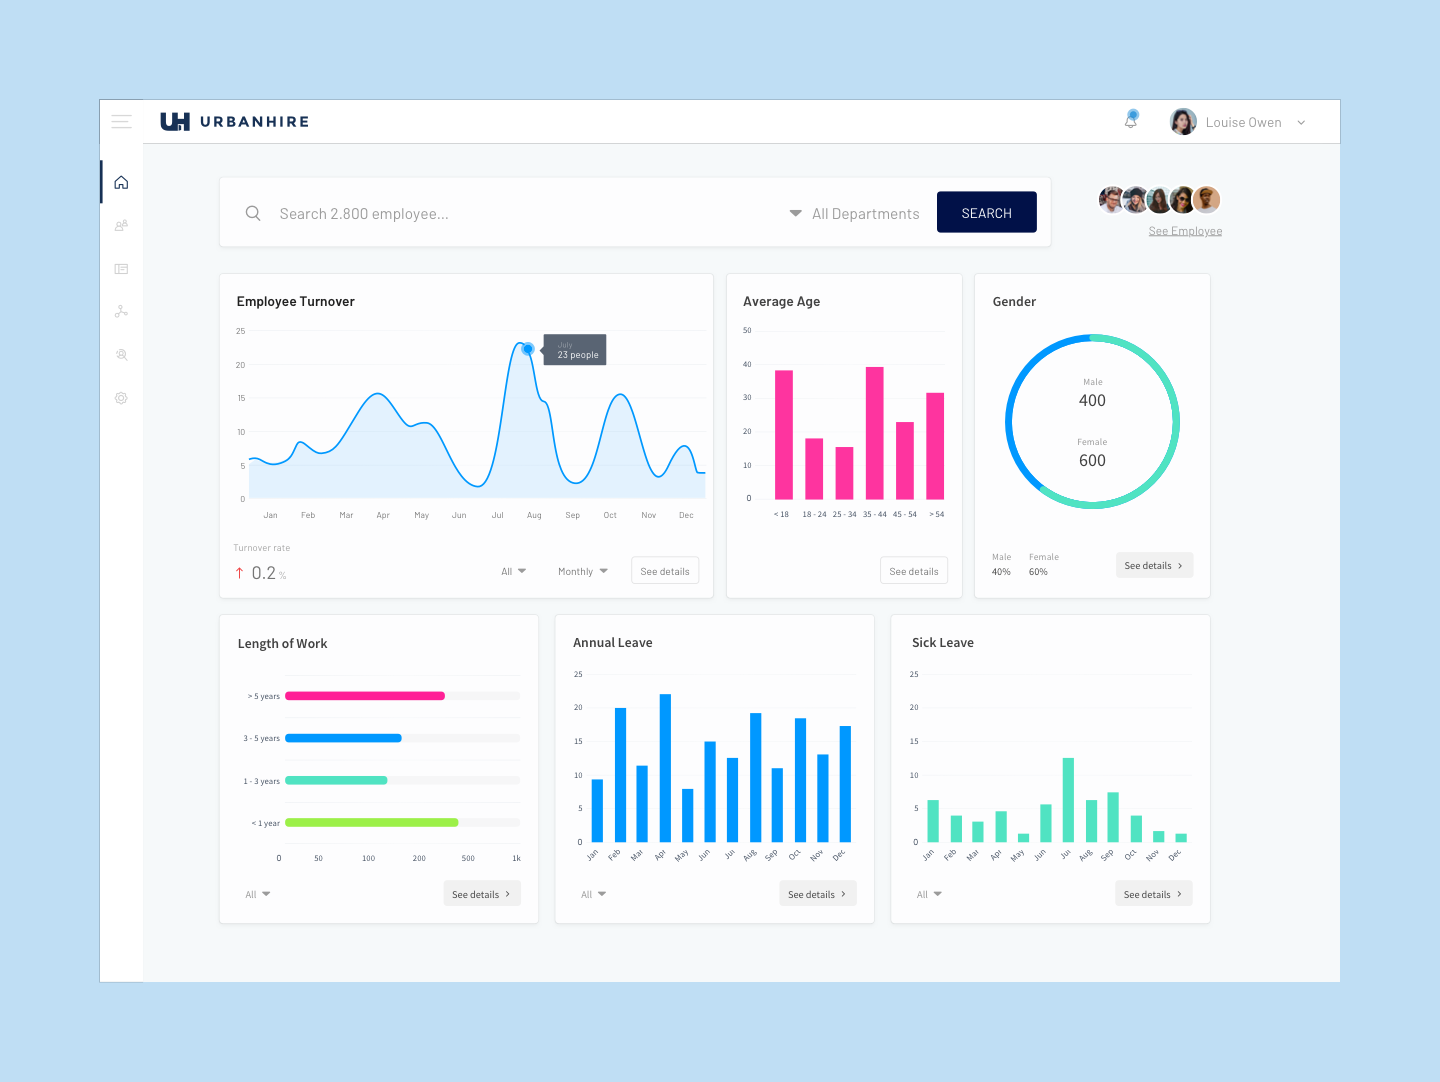 URBANHIRE
Louise Owen
Search 2.800 employee...
All Departments
SEARCH
See Employee
Employee Turnover
25
20
15
10
5
0
July
23 people
Jan Feb Mar Apr May Jun Jul Aug Sep Oct Nov Dec
Turnover rate
0.2 %
All
Monthly
See details
Average Age
50
40
30
20
10
0
< 18 18 - 24 25 - 34 35 - 44 45 - 54 > 54
See details
Gender
Male
400
Female
600
Male Female
40% 60%
See details
Length of Work
> 5 years
3 - 5 years
1 - 3 years
< 1 year
0 50 100 200 500 1k
All
See details
Annual Leave
25
20
15
10
5
0
Jan Feb Mar Apr May Jun Jul Aug Sep Oct Nov Dec
All
See details
Sick Leave
25
20
15
10
5
0
Jan Feb Mar Apr May Jun Jul Aug Sep Oct Nov Dec
All
See details